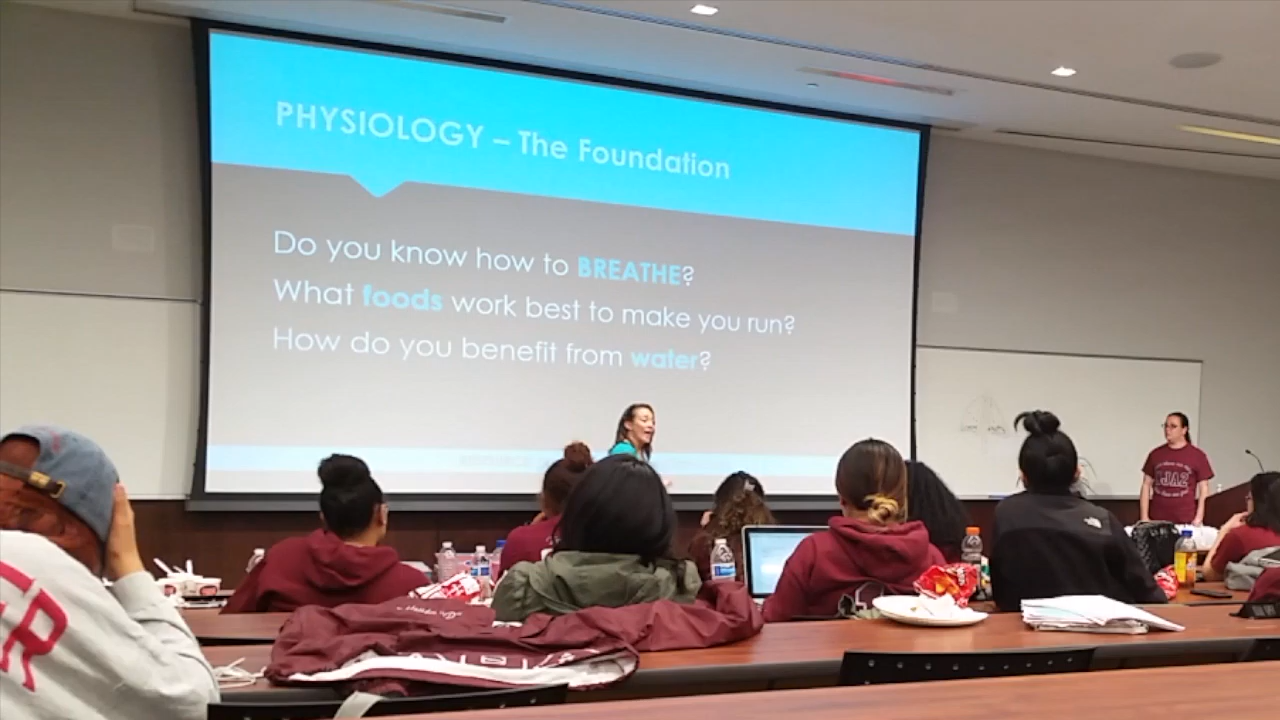 PHYSIOLOGY – The Foundation
Do you know how to BREATHE?
What foods work best to make you run?
How do you benefit from water?